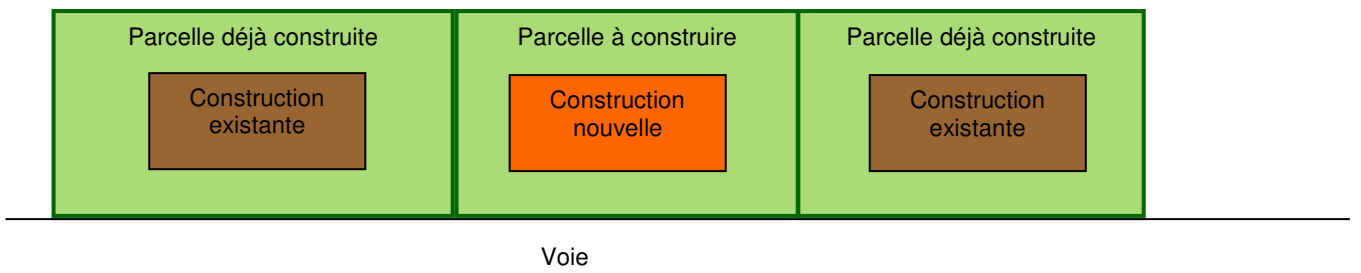 Parcelle déjà construite
Parcelle à construire
Parcelle déjà construite
Construction
existante
Construction
nouvelle
Construction
existante
Voie